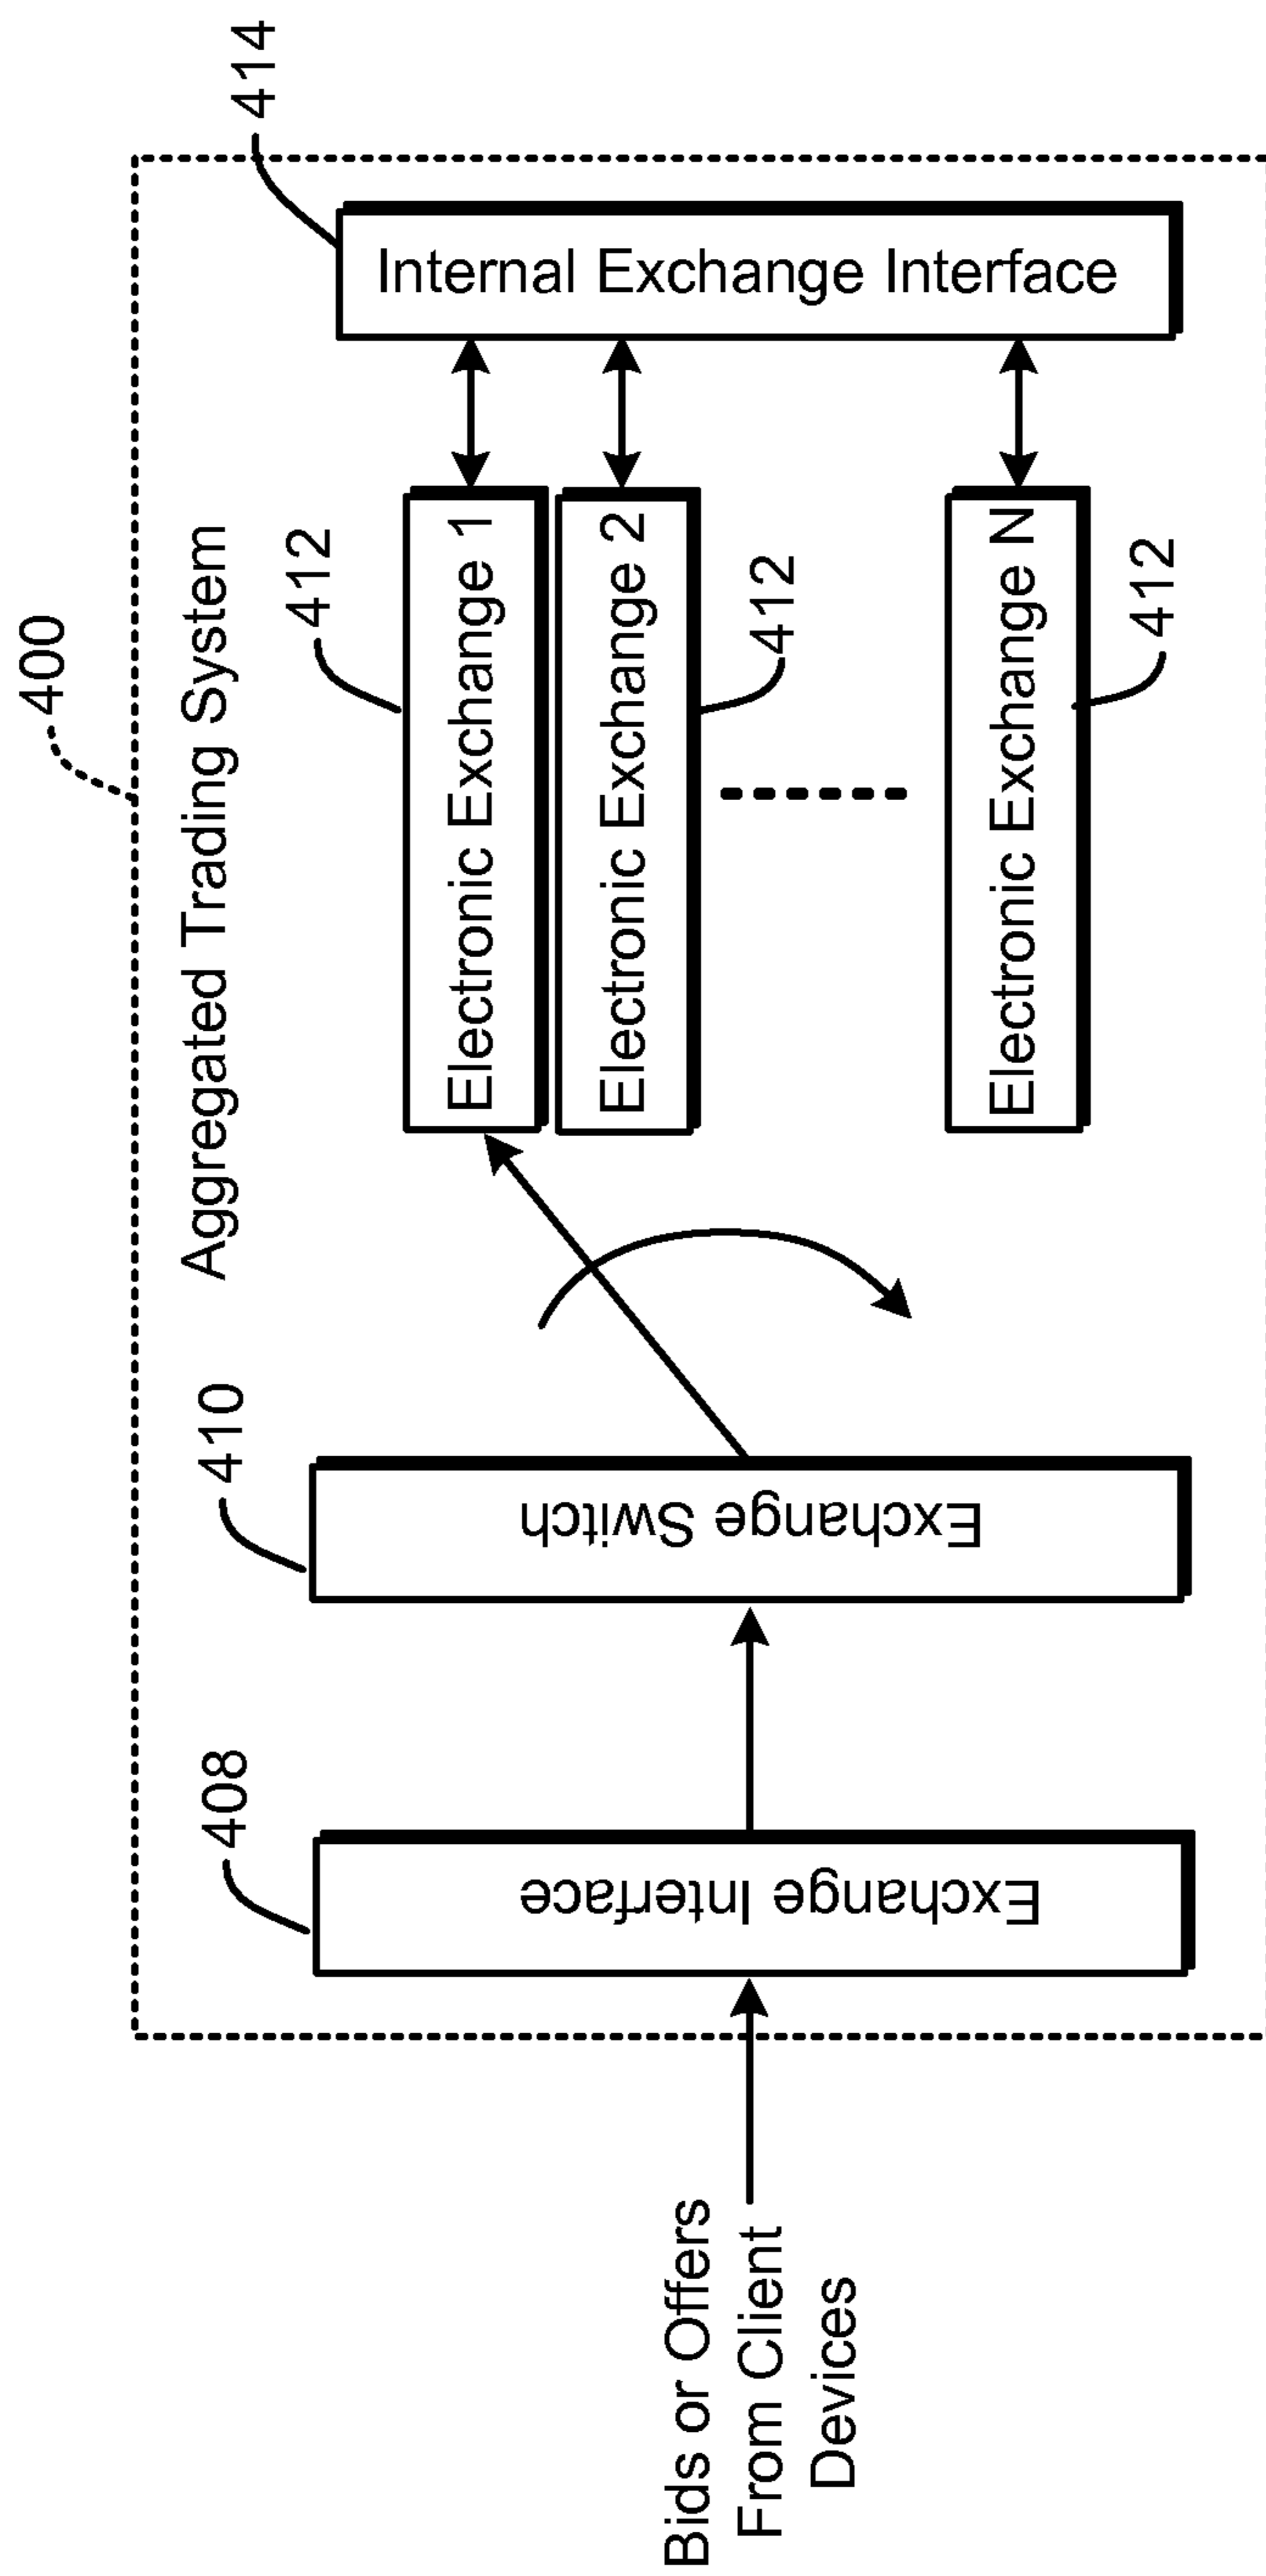 400
Aggregated Trading System
408
410
412
414
Exchange Interface
Exchange Switch
Electronic Exchange 1
Electronic Exchange 2
412
Electronic Exchange N
412
Internal Exchange Interface
Bids or Offers
From Client
Devices